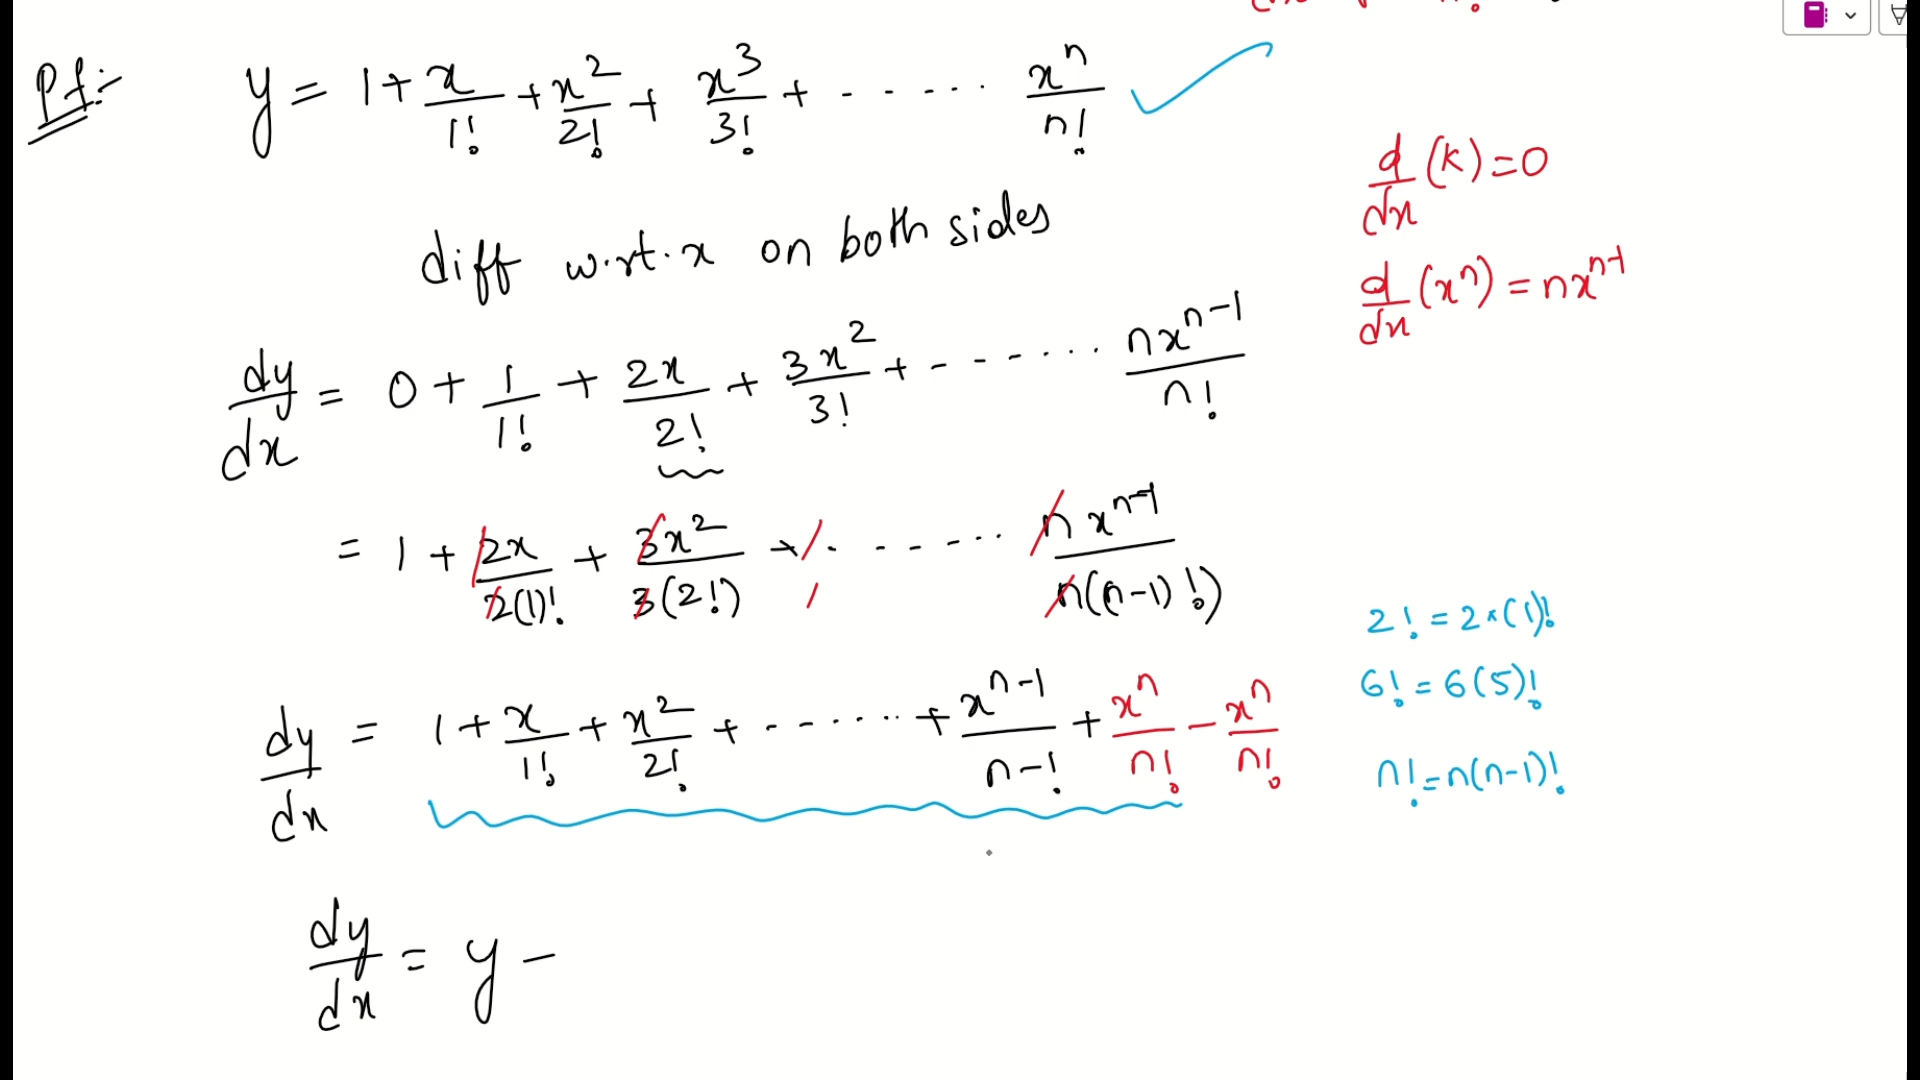 Pf:- y = 1 + x/1! + x²/2! + x³/3! + ...... xⁿ/n!
d/dx (k) = 0
diff w.r.t. x on both sides
d/dx (xⁿ) = nxⁿ⁻¹
dy/dx = 0 + 1/1! + 2x/2! + 3x²/3! + ...... nxⁿ⁻¹/n!
= 1 + 2x/2(1)! + 3x²/3(2!) + ...... nxⁿ⁻¹/n(n-1)!)
2! = 2×(1)!
6! = 6(5)!
dy/dx = 1 + x/1! + x²/2! + ...... + xⁿ⁻¹/n-! + xⁿ/n! - xⁿ/n!
n! = n(n-1)!
dy/dx = y -